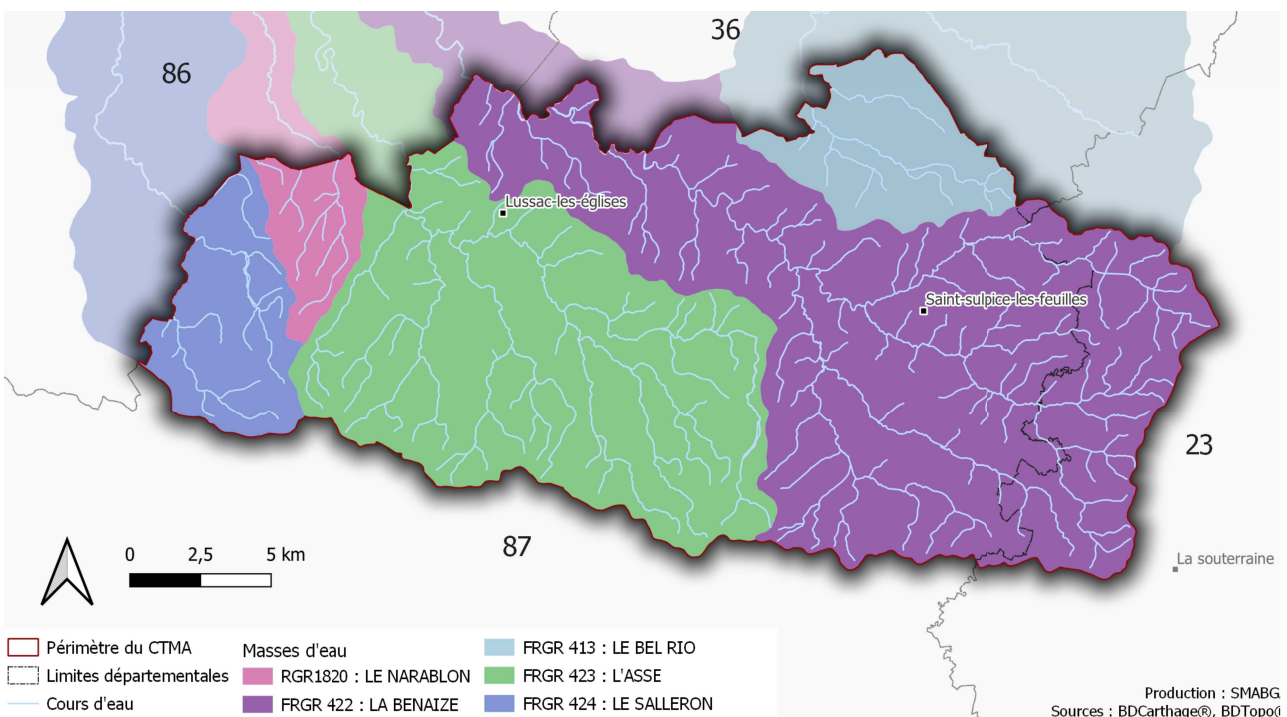 36
86
Lussac-les-églises
Saint-sulpice-les-feuilles
23
87
La souterraine
0 2,5 5 km
Périmètre du CTMA
Limites départementales
Cours d'eau
Masses d'eau
RGR1820 : LE NARABLON
FRGR 422 : LA BENAIZE
FRGR 413 : LE BEL RIO
FRGR 423 : L'ASSE
FRGR 424 : LE SALLERON
Production : SMABG
Sources : BDCarthage®, BDTopo